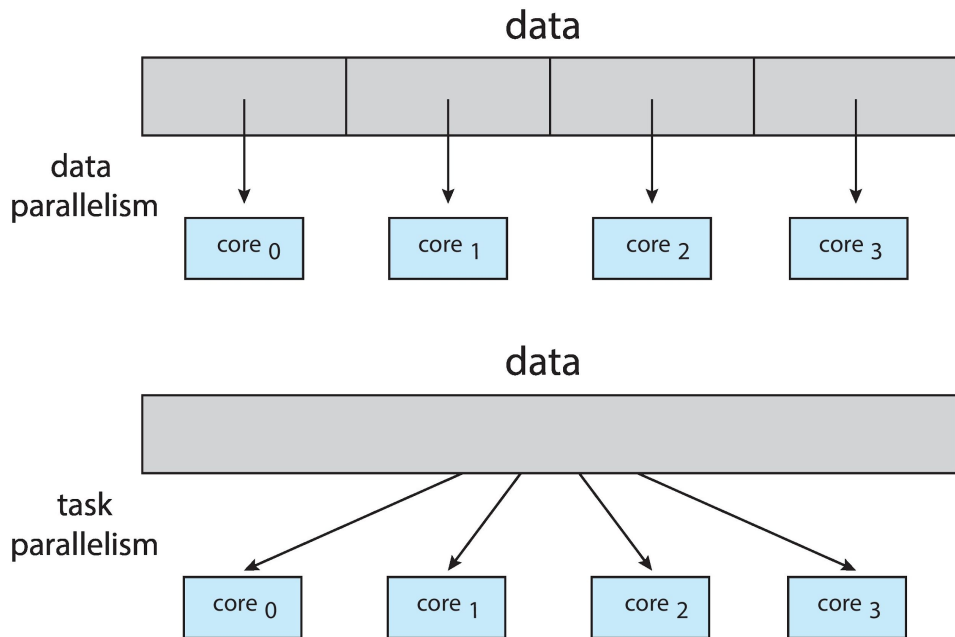 data
data
parallelism
core 0 core 1 core 2 core 3
data
task
parallelism
core 0 core 1 core 2 core 3